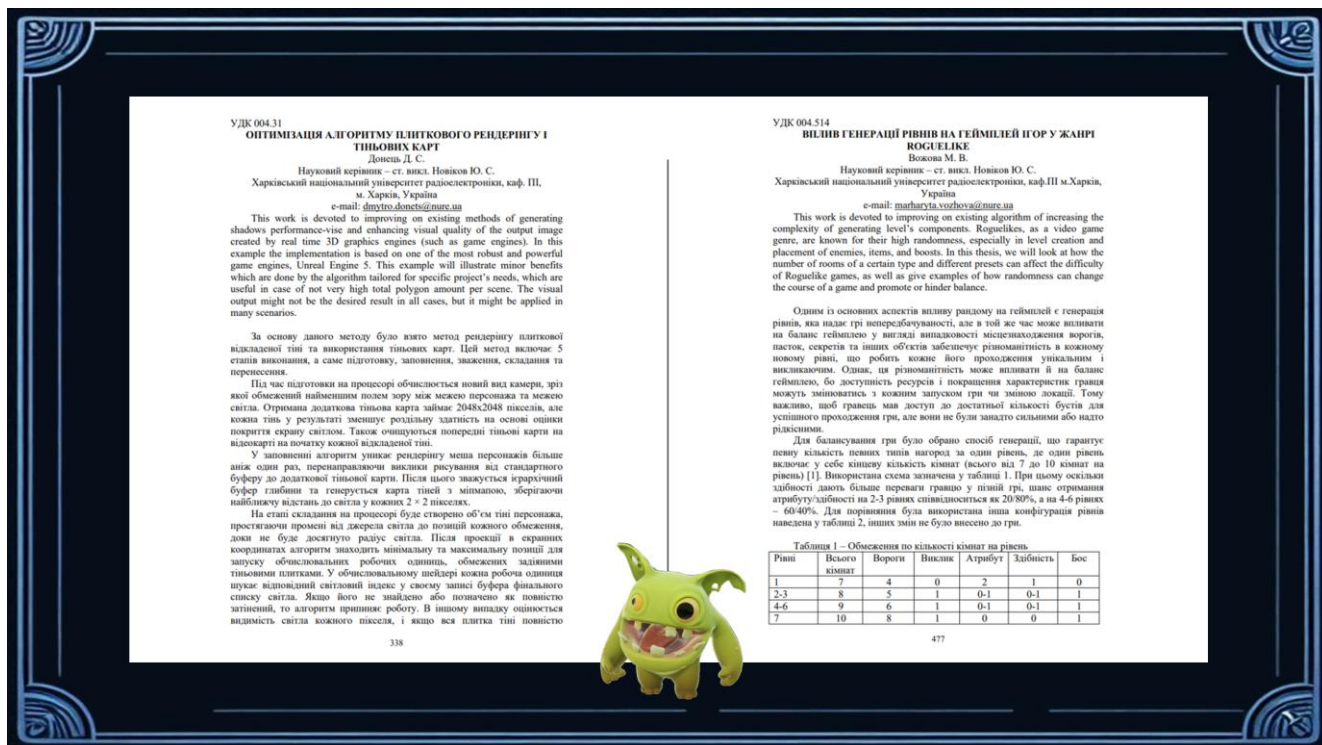 УДК 004.31
ОПТИМІЗАЦІЯ АЛГОРИТМУ ПЛИТКОВОГО РЕНДЕРІНГУ І
ТІНЬОВИХ КАРТ
Донець Д. С.
Науковий керівник – ст. викл. Новіков Ю. С.
Харківський національний університет радіоелектроніки, каф. ПІ,
м. Харків, Україна
e-mail: dmytro.donets@nure.ua
This work is devoted to improving on existing methods of generating
shadows performance-vise and enhancing visual quality of the output image
created by real time 3D graphics engines (such as game engines). In this
example the implementation is based on one of the most robust and powerful
game engines, Unreal Engine 5. This example will illustrate minor benefits
which are done by the algorithm tailored for specific project's needs, which are
useful in case of not very high total polygon amount per scene. The visual
output might not be the desired result in all cases, but it might be applied in
many scenarios.
За основу даного методу було взято метод рендерінгу плиткової
відкладеної тіні та використання тіньових карт. Цей метод включає 5
етапів виконання, а саме підготовку, заповнення, зваження, складання та
перенесення.
Під час підготовки на процесорі обчислюється новий вид камери, зріз
якої обмежений найменшим полем зору між межею персонажа та межею
світла. Отримана додаткова тіньова карта займає 2048x2048 пікселів, але
кожна тінь у результаті зменшує роздільну здатність на основі оцінки
покриття екрану світлом. Також очищуються попередні тіньові карти на
відеокарті на початку кожної відкладеної тіні.
У заповненні алгоритм уникає рендерінгу меша персонажів більше
аніж один раз, перенаправляючи виклики рисування від стандартного
буферу до додаткової тіньової карти. Після цього зважується ієрархічний
буфер глибини та генерується карта тіней з міпмапою, зберігаючи
найближчу відстань до світла у кожних 2 × 2 пікселях.
На етапі складання на процесорі буде створено об'єм тіні персонажа,
простягаючи промені від джерела світла до позицій кожного обмеження,
доки не буде досягнуто радіус світла. Після проекції в екранних
координатах алгоритм знаходить мінімальну та максимальну позиції для
запуску обчислювальних робочих одиниць, обмежених задіяними
тіньовими плитками. У обчислювальному шейдері кожна робоча одиниця
шукає відповідний світловий індекс у своєму записі буфера фінального
списку світла. Якщо його не знайдено або позначено як повністю
затінений, то алгоритм припиняє роботу. В іншому випадку оцінюється
видимість світла кожного пікселя, і якщо вся плитка тіні повністю
338
УДК 004.514
ВПЛИВ ГЕНЕРАЦІЇ РІВНІВ НА ГЕЙМПЛЕЙ ІГОР У ЖАНРІ
ROGUELIKE
Вожова М. В.
Науковий керівник – ст. викл. Новіков Ю. С.
Харківський національний університет радіоелектроніки, каф.ПІ м.Харків,
Україна
e-mail: marharyta.vozhova@nure.ua
This work is devoted to improving on existing algorithm of increasing the
complexity of generating level's components. Roguelikes, as a video game
genre, are known for their high randomness, especially in level creation and
placement of enemies, items, and boosts. In this thesis, we will look at how the
number of rooms of a certain type and different presets can affect the difficulty
of Roguelike games, as well as give examples of how randomness can change
the course of a game and promote or hinder balance.
Одним із основних аспектів впливу рандому на геймплей є генерація
рівнів, яка надає грі непередбачуваності, але в той же час може впливати
на баланс геймплею у вигляді випадковості місцезнаходження ворогів,
пасток, секретів та інших об'єктів забезпечує різноманітність в кожному
новому рівні, що робить кожне його проходження унікальним і
викликаючим. Однак, ця різноманітність може впливати й на баланс
геймплею, бо доступність ресурсів і покращення характеристик гравця
можуть змінюватись з кожним запуском гри чи зміною локації. Тому
важливо, щоб гравець мав доступ до достатньої кількості бустів для
успішного проходження гри, але вони не були занадто сильними або надто
рідкісними.
Для балансування гри було обрано спосіб генерації, що гарантує
певну кількість певних типів нагород за один рівень, де один рівень
включає у себе кінцеву кількість кімнат (всього від 7 до 10 кімнат на
рівень) [1]. Використана схема зазначена у таблиці 1. При цьому оскільки
здібності дають більше переваги гравцю у пізній грі, шанс отримання
атрибуту/здібності на 2-3 рівнях співвідноситься як 20/80%, а на 4-6 рівнях
– 60/40%. Для порівняння була використана інша конфігурація рівнів
наведена у таблиці 2, інших змін не було внесено до гри.
Таблиця 1 – Обмеження по кількості кімнат на рівень
Рівні Всього кімнат Вороги Виклик Атрибут Здібність Бос
1 7 4 0 2 1 0
2-3 8 5 1 0-1 0-1 1
4-6 9 6 1 0-1 0-1 1
7 10 8 1 0 0 1
477